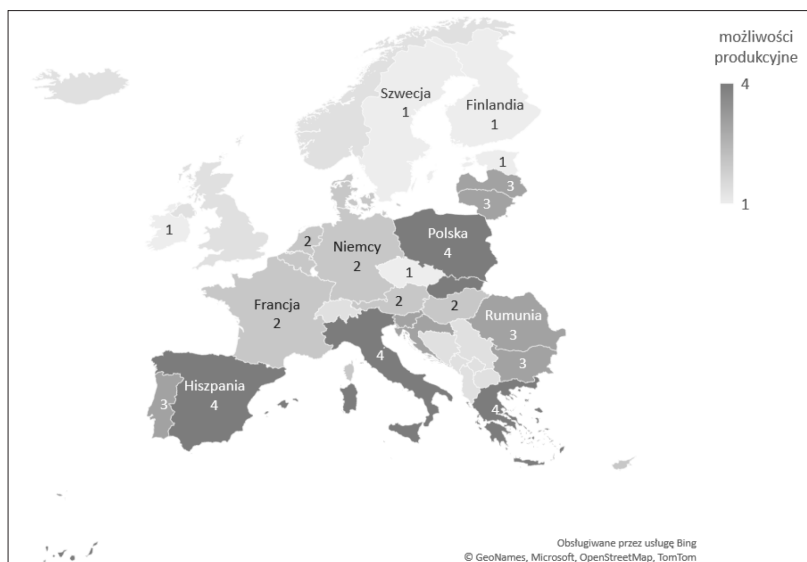 możliwości
produkcyjne
4
1
Szwecja
1
Finlandia
1
1
3
3
1
2
Niemcy
2
Polska
4
1
Francja
2
2
2
Rumunia
3
3
4
Hiszpania
4
3
4
Obsługiwane przez usługę Bing
© GeoNames, Microsoft, OpenStreetMap, TomTom